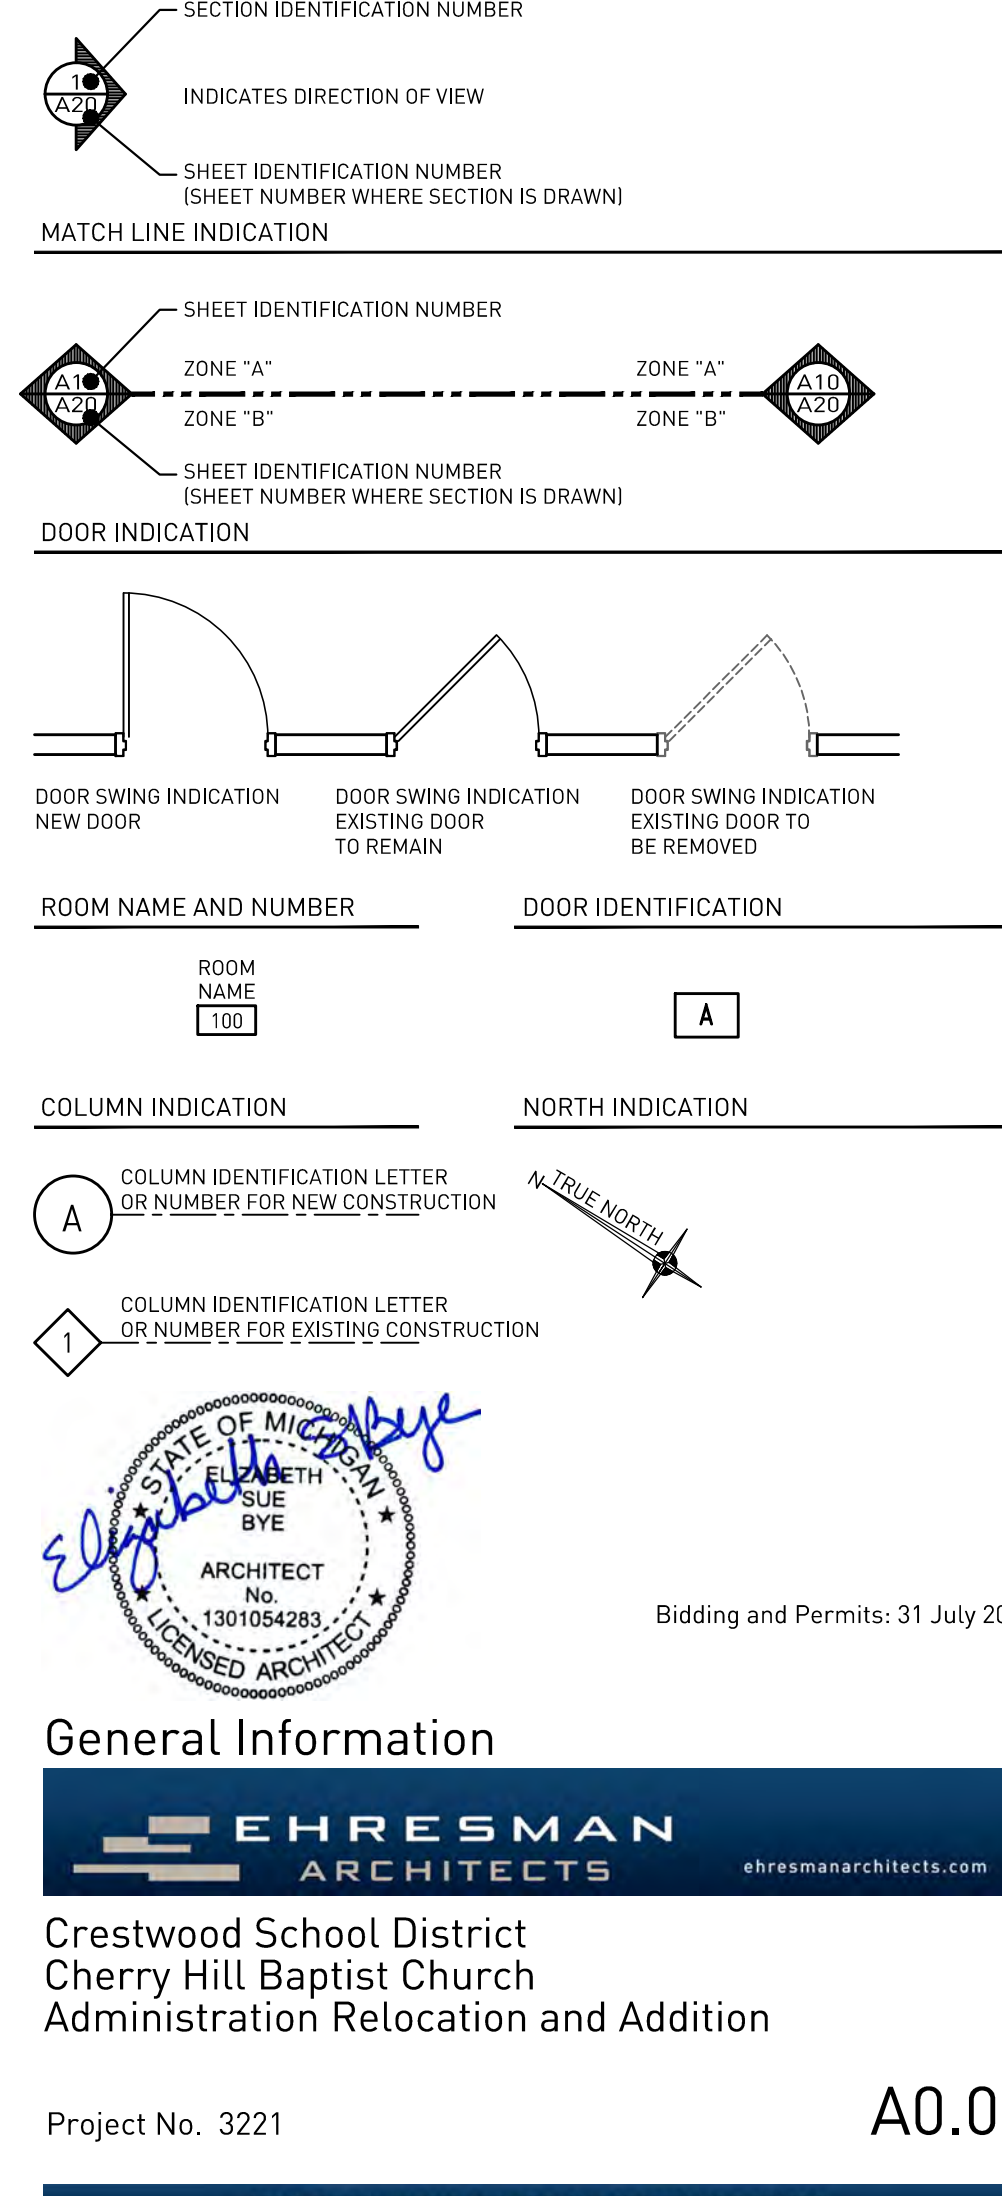 SECTION IDENTIFICATION NUMBER
1
A20
INDICATES DIRECTION OF VIEW
SHEET IDENTIFICATION NUMBER
(SHEET NUMBER WHERE SECTION IS DRAWN)
MATCH LINE INDICATION
SHEET IDENTIFICATION NUMBER
ZONE "A" ZONE "A"
A10 A10
A20 A20
ZONE "B" ZONE "B"
SHEET IDENTIFICATION NUMBER
(SHEET NUMBER WHERE SECTION IS DRAWN)
DOOR INDICATION
DOOR SWING INDICATION
NEW DOOR
DOOR SWING INDICATION
EXISTING DOOR
TO REMAIN
DOOR SWING INDICATION
EXISTING DOOR TO
BE REMOVED
ROOM NAME AND NUMBER
ROOM
NAME
100
DOOR IDENTIFICATION
A
COLUMN INDICATION
COLUMN IDENTIFICATION LETTER
OR NUMBER FOR NEW CONSTRUCTION
A
COLUMN IDENTIFICATION LETTER
OR NUMBER FOR EXISTING CONSTRUCTION
1
NORTH INDICATION
N
TRUE NORTH
STATE OF MICHIGAN
Elizabeth S Bye
ELIZABETH
SUE
BYE
ARCHITECT
No.
1301054283
LICENSED ARCHITECT
Bidding and Permits: 31 July
General Information
EHRESMAN
ARCHITECTS
ehresmanarchitects.com
Crestwood School District
Cherry Hill Baptist Church
Administration Relocation and Addition
Project No. 3221
A0.0